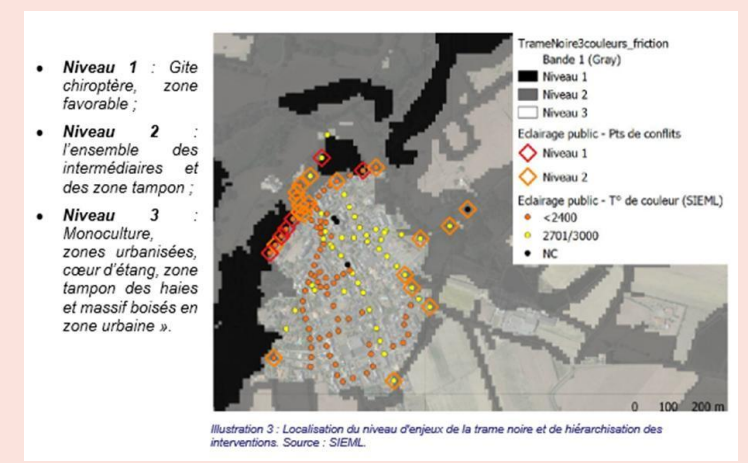 • Niveau 1 : Gite
chiroptère, zone
favorable ;
• Niveau 2 :
l'ensemble des
intermédiaires et
des zone tampon ;
• Niveau 3 :
Monoculture,
zones urbanisées,
cœur d'étang, zone
tampon des haies
et massif boisés en
zone urbaine ».
TrameNoire3couleurs_friction
Bande 1 (Gray)
Niveau 1
Niveau 2
Niveau 3
Eclairage public - Pts de conflits
Niveau 1
Niveau 2
Eclairage public - T° de couleur (SIEML)
<2400
2701/3000
NC
0 100 200 m
Illustration 3 : Localisation du niveau d'enjeux de la trame noire et de hiérarchisation des
interventions. Source : SIEML.